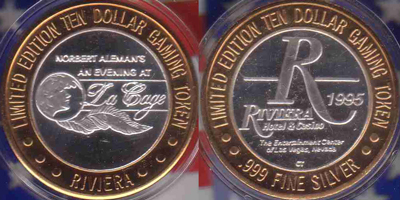 LIMITED EDITION TEN DOLLAR GAMING TOKEN
NORBERT ALEMAN'S
AN EVENING AT
La Cage
RIVIERA
LIMITED EDITION TEN DOLLAR GAMING TOKEN
R
1995
RIVIERA
Hotel & Casino
The Entertainment Center
of Las Vegas, Nevada
CT
.999 FINE SILVER